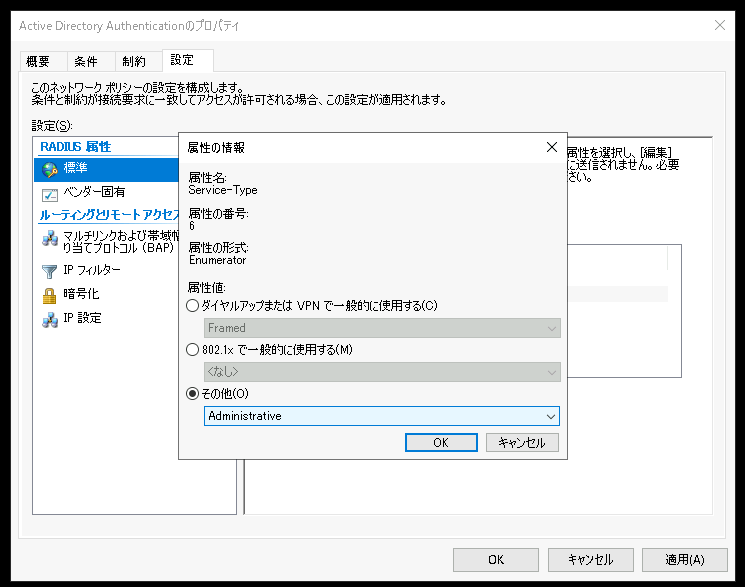 Active Directory Authenticationのプロパティ
概要 条件 制約 設定
このネットワーク ポリシーの設定を構成します。
条件と制約が接続要求に一致してアクセスが許可される場合、この設定が適用されます。
設定(S):
RADIUS 属性
標準
ベンダー固有
ルーティングとリモート アクセス
マルチリンクおよび帯域幅
り当てプロトコル (BAP)
IP フィルター
暗号化
IP 設定
属性を選択し、[編集]
に送信されません。必要
さい。
属性の情報
属性名:
Service-Type
属性の番号:
6
属性の形式:
Enumerator
属性値:
ダイヤルアップまたは VPN で一般的に使用する(C)
Framed
802.1x で一般的に使用する(M)
<なし>
その他(O)
Administrative
OK キャンセル
OK キャンセル 適用(A)